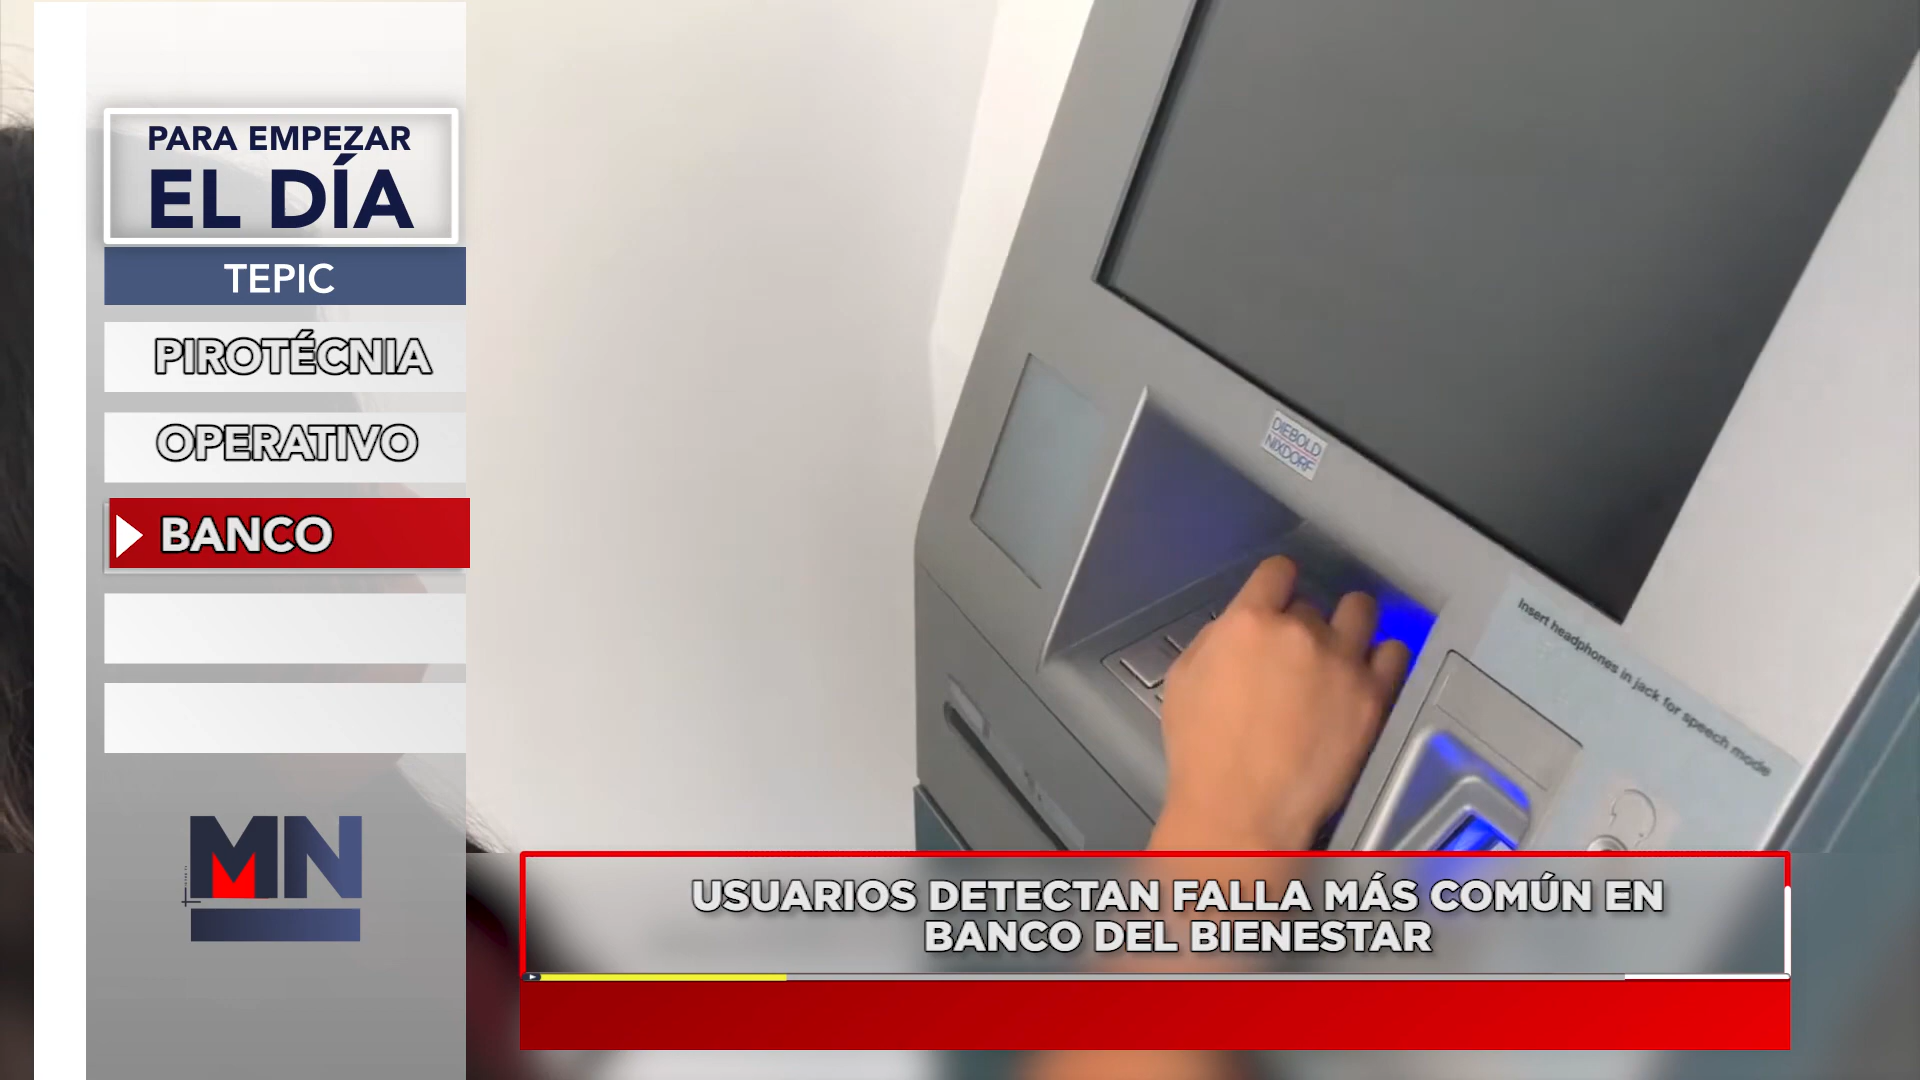 PARA EMPEZAR
EL DÍA
TEPIC
PIROTÉCNIA
OPERATIVO
BANCO
MN
DIEBOLD
NIXDORF
Insert headphones in jack for speech mode
USUARIOS DETECTAN FALLA MÁS COMÚN EN
BANCO DEL BIENESTAR